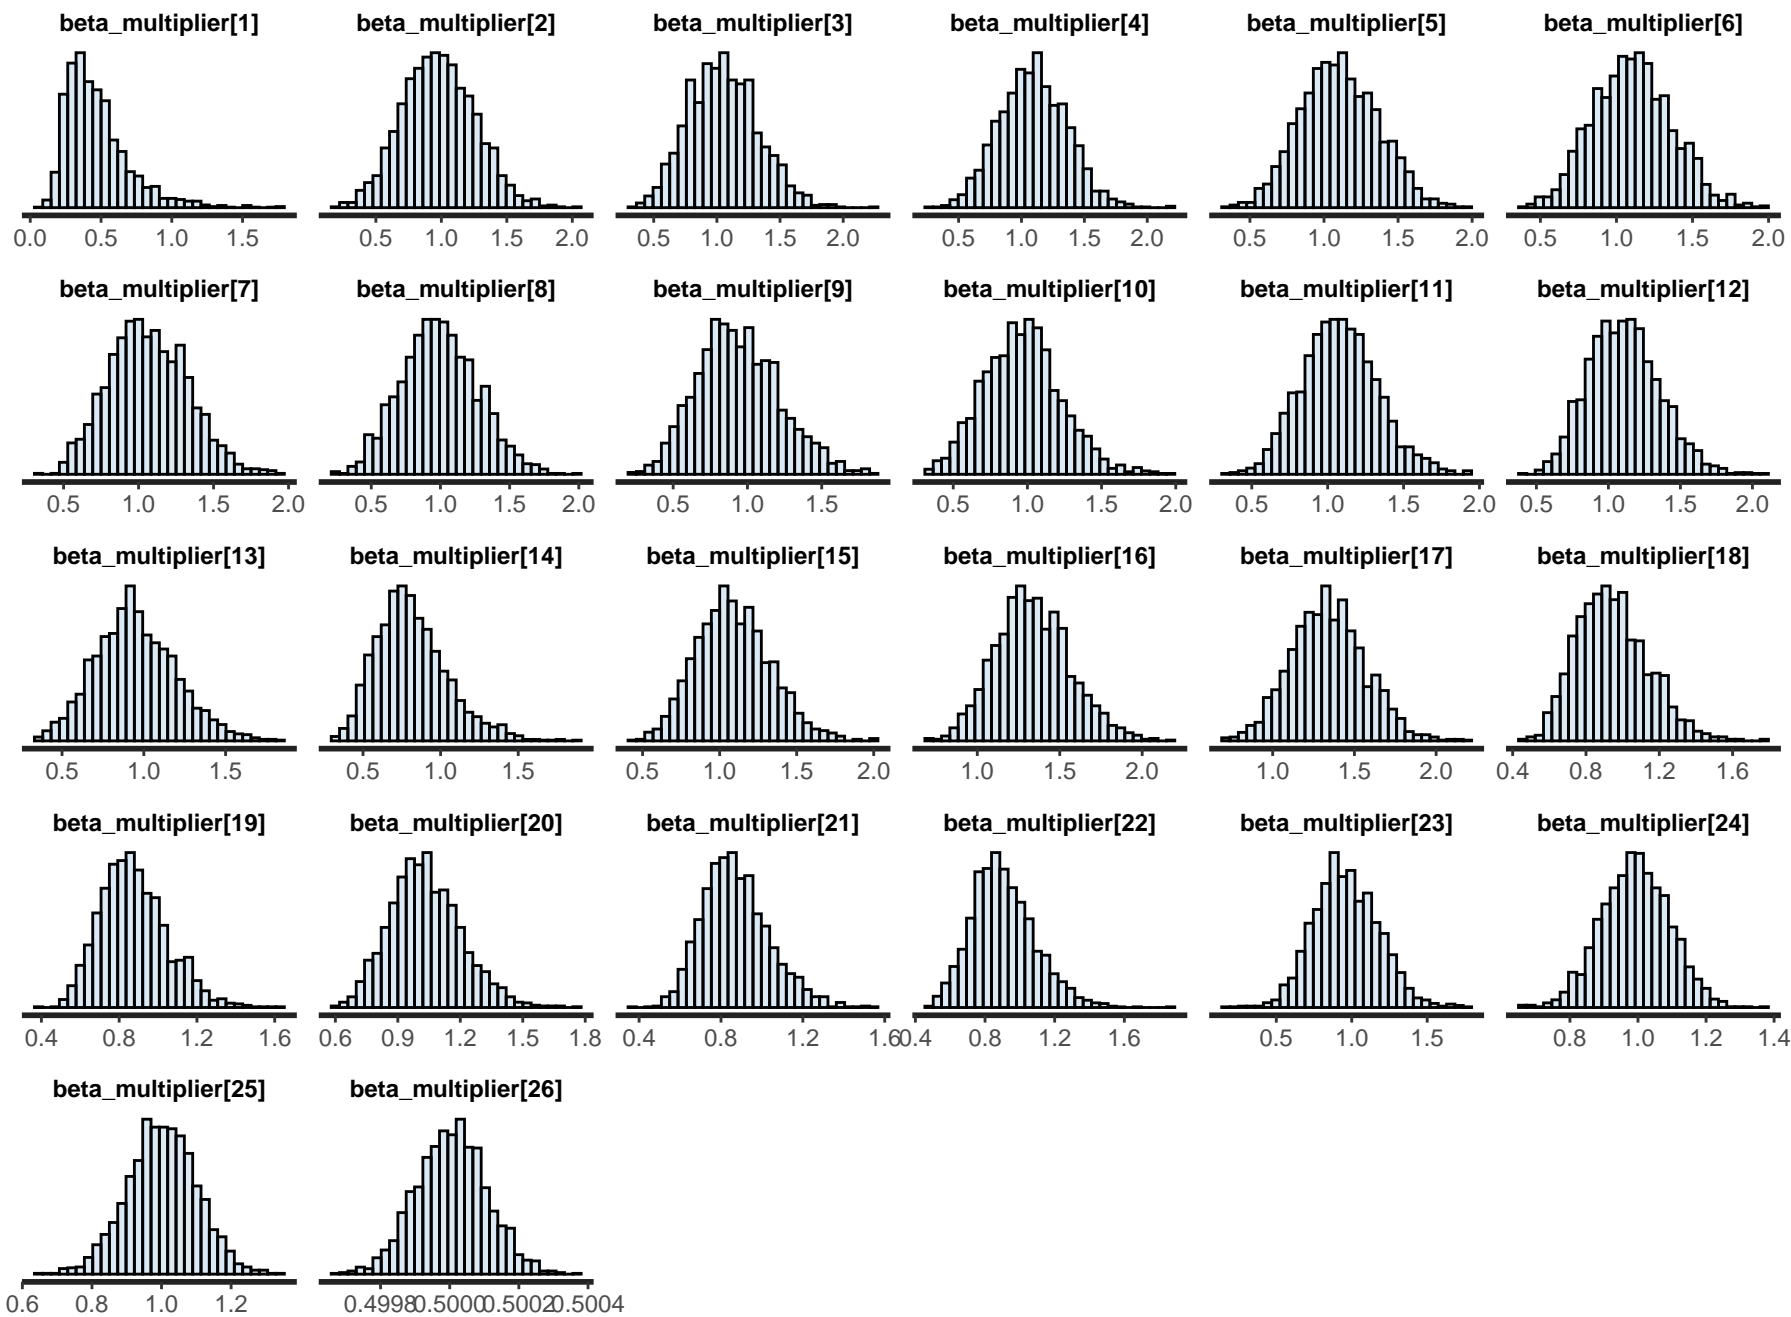 beta_multiplier[1] beta_multiplier[2] beta_multiplier[3] beta_multiplier[4] beta_multiplier[5] beta_multiplier[6]
0.0 0.5 1.0 1.5 0.5 1.0 1.5 2.0 0.5 1.0 1.5 2.0 0.5 1.0 1.5 2.0 0.5 1.0 1.5 2.0 0.5 1.0 1.5 2.0
beta_multiplier[7] beta_multiplier[8] beta_multiplier[9] beta_multiplier[10] beta_multiplier[11] beta_multiplier[12]
0.5 1.0 1.5 2.0 0.5 1.0 1.5 2.0 0.5 1.0 1.5 0.5 1.0 1.5 2.0 0.5 1.0 1.5 2.0 0.5 1.0 1.5 2.0
beta_multiplier[13] beta_multiplier[14] beta_multiplier[15] beta_multiplier[16] beta_multiplier[17] beta_multiplier[18]
0.5 1.0 1.5 0.5 1.0 1.5 0.5 1.0 1.5 2.0 1.0 1.5 2.0 1.0 1.5 2.0 0.4 0.8 1.2 1.6
beta_multiplier[19] beta_multiplier[20] beta_multiplier[21] beta_multiplier[22] beta_multiplier[23] beta_multiplier[24]
0.4 0.8 1.2 1.6 0.6 0.9 1.2 1.5 1.8 0.4 0.8 1.2 1.6 0.4 0.8 1.2 1.6 0.5 1.0 1.5 0.8 1.0 1.2 1.4
beta_multiplier[25] beta_multiplier[26]
0.6 0.8 1.0 1.2 0.4998 0.5000 0.5002 0.5004